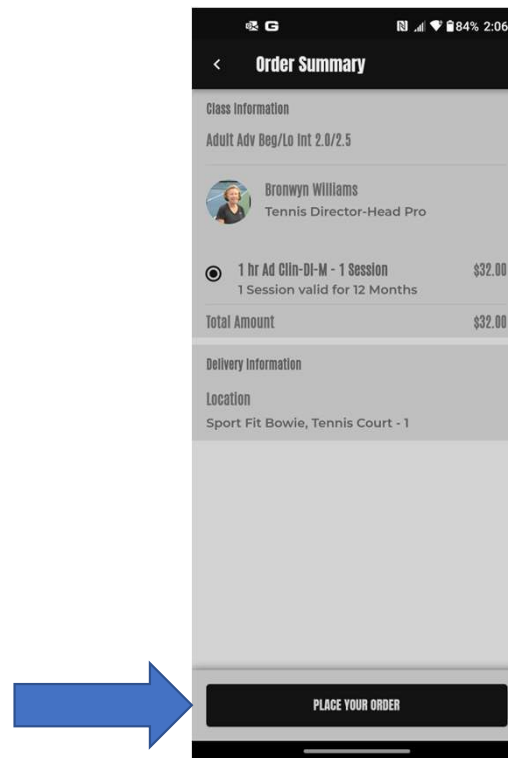 G 84% 2:06
Order Summary
Class Information
Adult Adv Beg/Lo Int 2.0/2.5
Bronwyn Williams
Tennis Director-Head Pro
1 hr Ad Clin-DI-M - 1 Session $32.00
1 Session valid for 12 Months
Total Amount $32.00
Delivery Information
Location
Sport Fit Bowie, Tennis Court - 1
PLACE YOUR ORDER